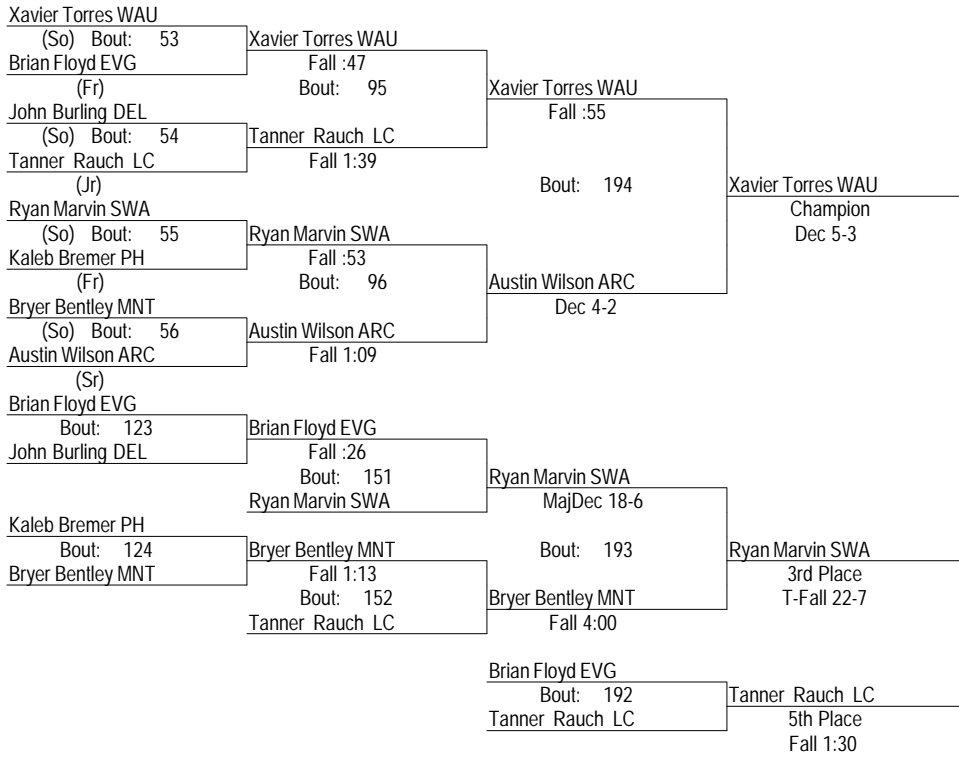 Xavier Torres WAU
(So) Bout: 53 Xavier Torres WAU
Brian Floyd EVG Fall :47
(Fr) Bout: 95 Xavier Torres WAU
John Burling DEL Fall :55
(So) Bout: 54 Tanner Rauch LC
Tanner Rauch LC Fall 1:39
(Jr) Bout: 194 Xavier Torres WAU
Ryan Marvin SWA Champion
(So) Bout: 55 Ryan Marvin SWA Dec 5-3
Kaleb Bremer PH Fall :53
(Fr) Bout: 96 Austin Wilson ARC
Bryer Bentley MNT Dec 4-2
(So) Bout: 56 Austin Wilson ARC
Austin Wilson ARC Fall 1:09
(Sr)
Brian Floyd EVG
Bout: 123 Brian Floyd EVG
John Burling DEL Fall :26
Bout: 151 Ryan Marvin SWA
Ryan Marvin SWA MajDec 18-6
Kaleb Bremer PH
Bout: 124 Bryer Bentley MNT Bout: 193 Ryan Marvin SWA
Bryer Bentley MNT Fall 1:13 3rd Place
Bout: 152 Bryer Bentley MNT T-Fall 22-7
Tanner Rauch LC Fall 4:00
Brian Floyd EVG
Bout: 192 Tanner Rauch LC
Tanner Rauch LC 5th Place
Fall 1:30